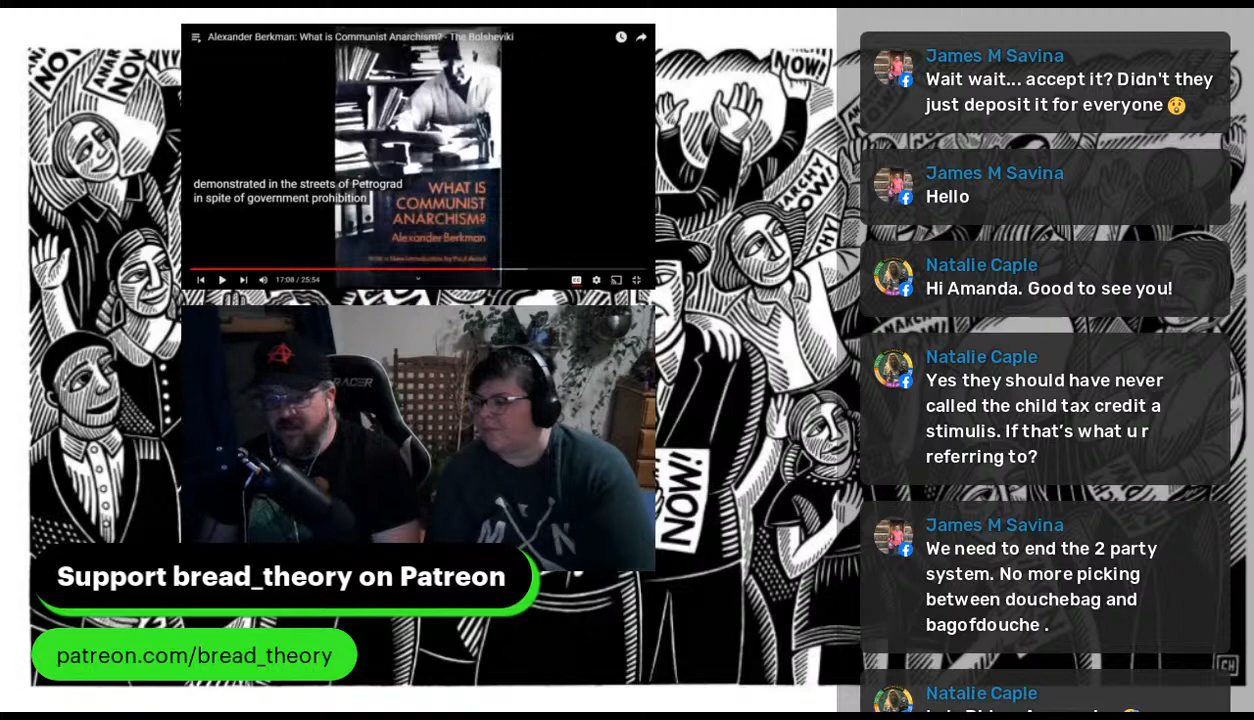 Alexander Berkman: What is Communist Anarchism? - The Bolsheviki
NO
ANAR
NOW
NOW!
demonstrated in the streets of Petrograd
in spite of government prohibition
WHAT IS
COMMUNIST
ANARCHISM?
Alexander Berkman
17:08 / 25:54
ANARCHY
NOW!
RACER
M N
NOW!
Support bread_theory on Patreon
patreon.com/bread_theory
James M Savina
Wait wait... accept it? Didn't they
just deposit it for everyone 😲
James M Savina
Hello
Natalie Caple
Hi Amanda. Good to see you!
Natalie Caple
Yes they should have never
called the child tax credit a
stimulis. If that's what u r
referring to?
James M Savina
We need to end the 2 party
system. No more picking
between douchebag and
bagofdouche .
Natalie Caple
CH